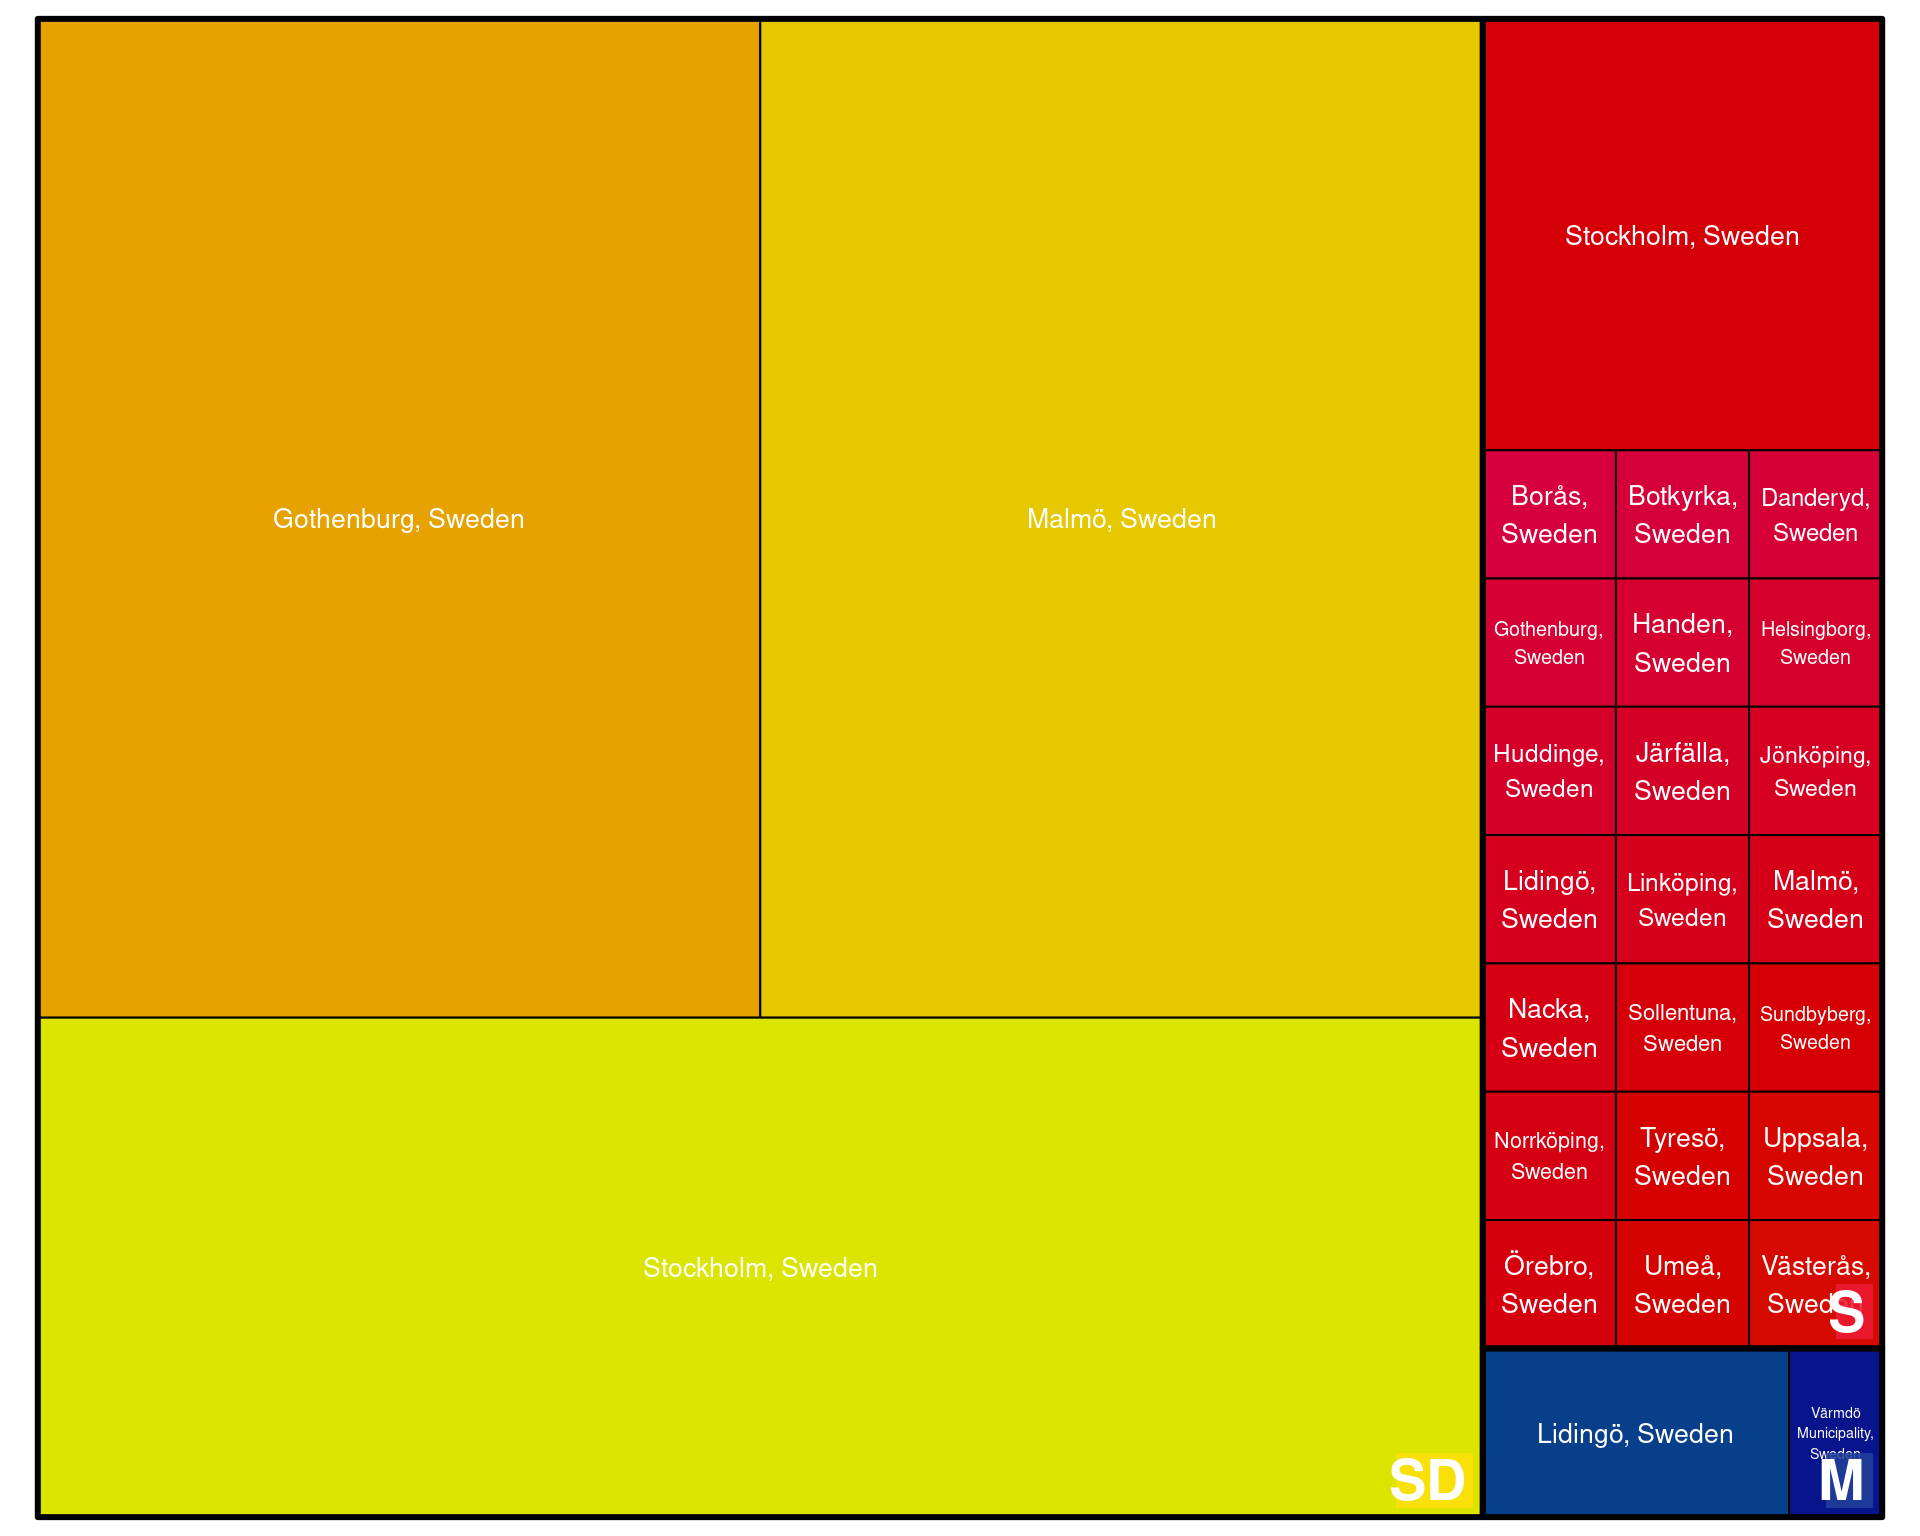 Gothenburg, Sweden
Malmö, Sweden
Stockholm, Sweden
SD
Stockholm, Sweden
Borås,
Sweden
Botkyrka,
Sweden
Danderyd,
Sweden
Gothenburg,
Sweden
Handen,
Sweden
Helsingborg,
Sweden
Huddinge,
Sweden
Järfälla,
Sweden
Jönköping,
Sweden
Lidingö,
Sweden
Linköping,
Sweden
Malmö,
Sweden
Nacka,
Sweden
Sollentuna,
Sweden
Sundbyberg,
Sweden
Norrköping,
Sweden
Tyresö,
Sweden
Uppsala,
Sweden
Örebro,
Sweden
Umeå,
Sweden
Västerås,
Sweden
S
Lidingö, Sweden
Värmdö
Municipality,
Sweden
M